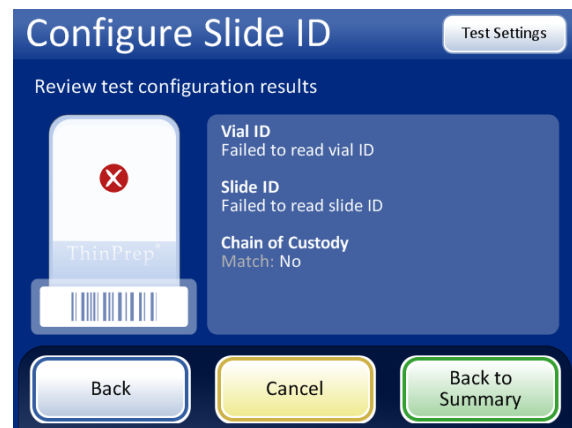 Configure Slide ID
Test Settings
Review test configuration results
Vial ID
Failed to read vial ID
Slide ID
Failed to read slide ID
Chain of Custody
Match: No
ThinPrep®
Back
Cancel
Back to
Summary